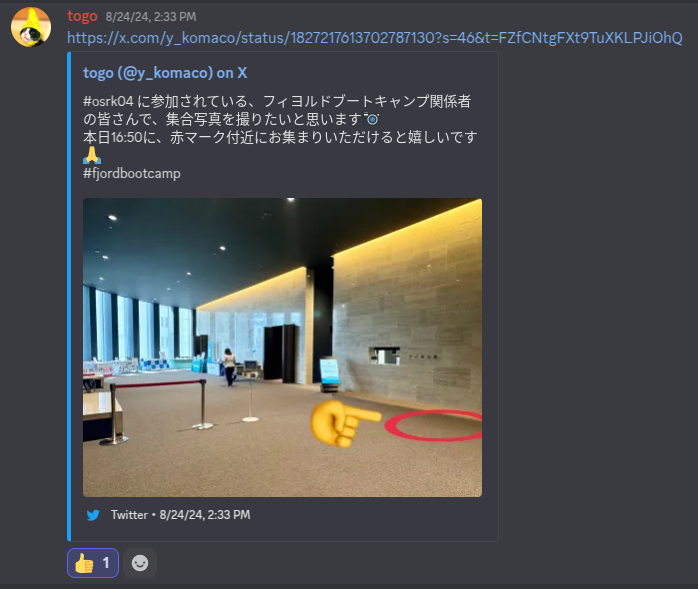 togo 8/24/24, 2:33 PM
https://x.com/y_komaco/status/1827217613702787130?s=46&t=FZfCNtgFXt9TuXKLPJiOhQ
togo (@y_komaco) on X
#osrk04 に参加されている、フィヨルドブートキャンプ関係者
の皆さんで、集合写真を撮りたいと思います📸
本日16:50に、赤マーク付近にお集まりいただけると嬉しいです
🙏
#fjordbootcamp
Twitter • 8/24/24, 2:33 PM
👍 1